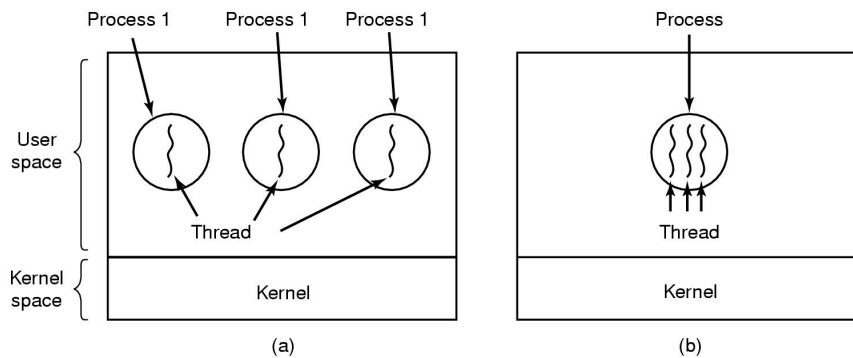 Process 1
Process 1
Process 1
Process
User
space
Thread
Thread
Kernel
space
Kernel
Kernel
(a)
(b)